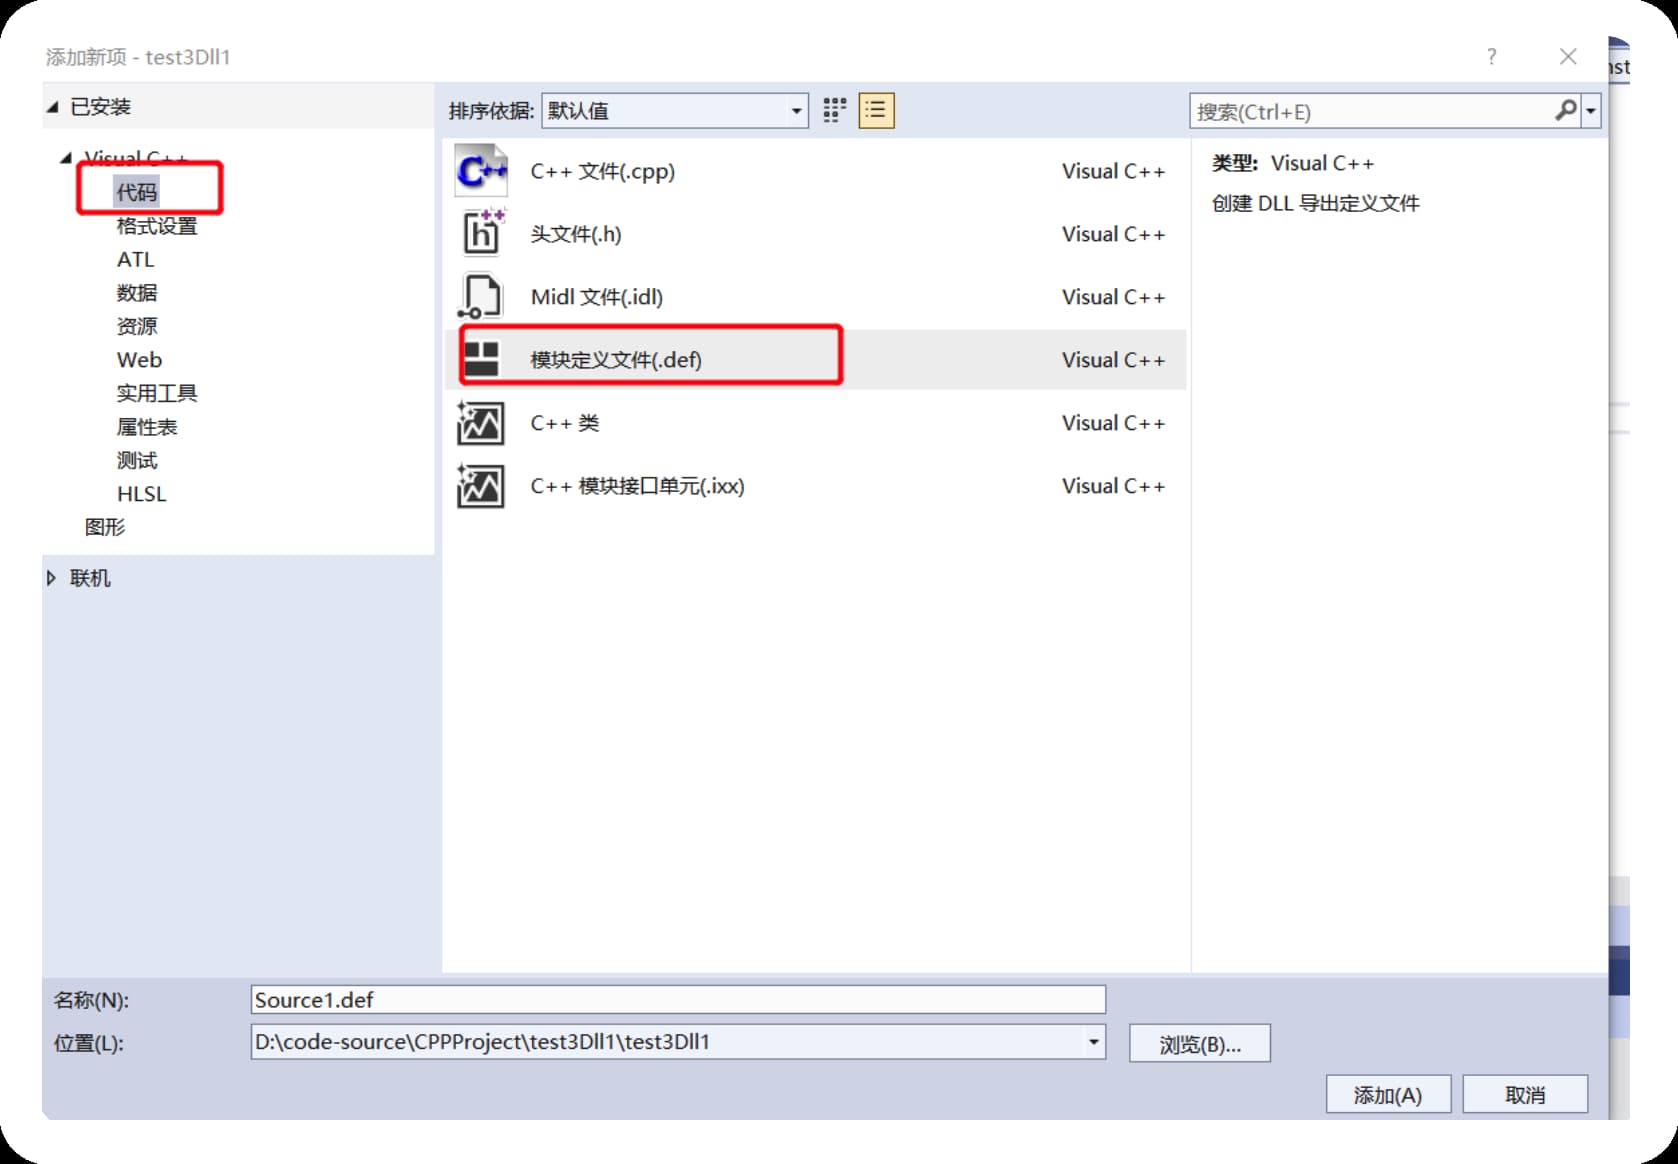 添加新项 - test3Dll1
?
nst
已安装
排序依据: 默认值
搜索(Ctrl+E)
Visual C++
代码
格式设置
ATL
数据
资源
Web
实用工具
属性表
测试
HLSL
图形
联机
C++ 文件(.cpp) Visual C++
头文件(.h) Visual C++
Midl 文件(.idl) Visual C++
模块定义文件(.def) Visual C++
C++ 类 Visual C++
C++ 模块接口单元(.ixx) Visual C++
类型: Visual C++
创建 DLL 导出定义文件
名称(N): Source1.def
位置(L): D:\code-source\CPPProject\test3Dll1\test3Dll1
浏览(B)...
添加(A) 取消